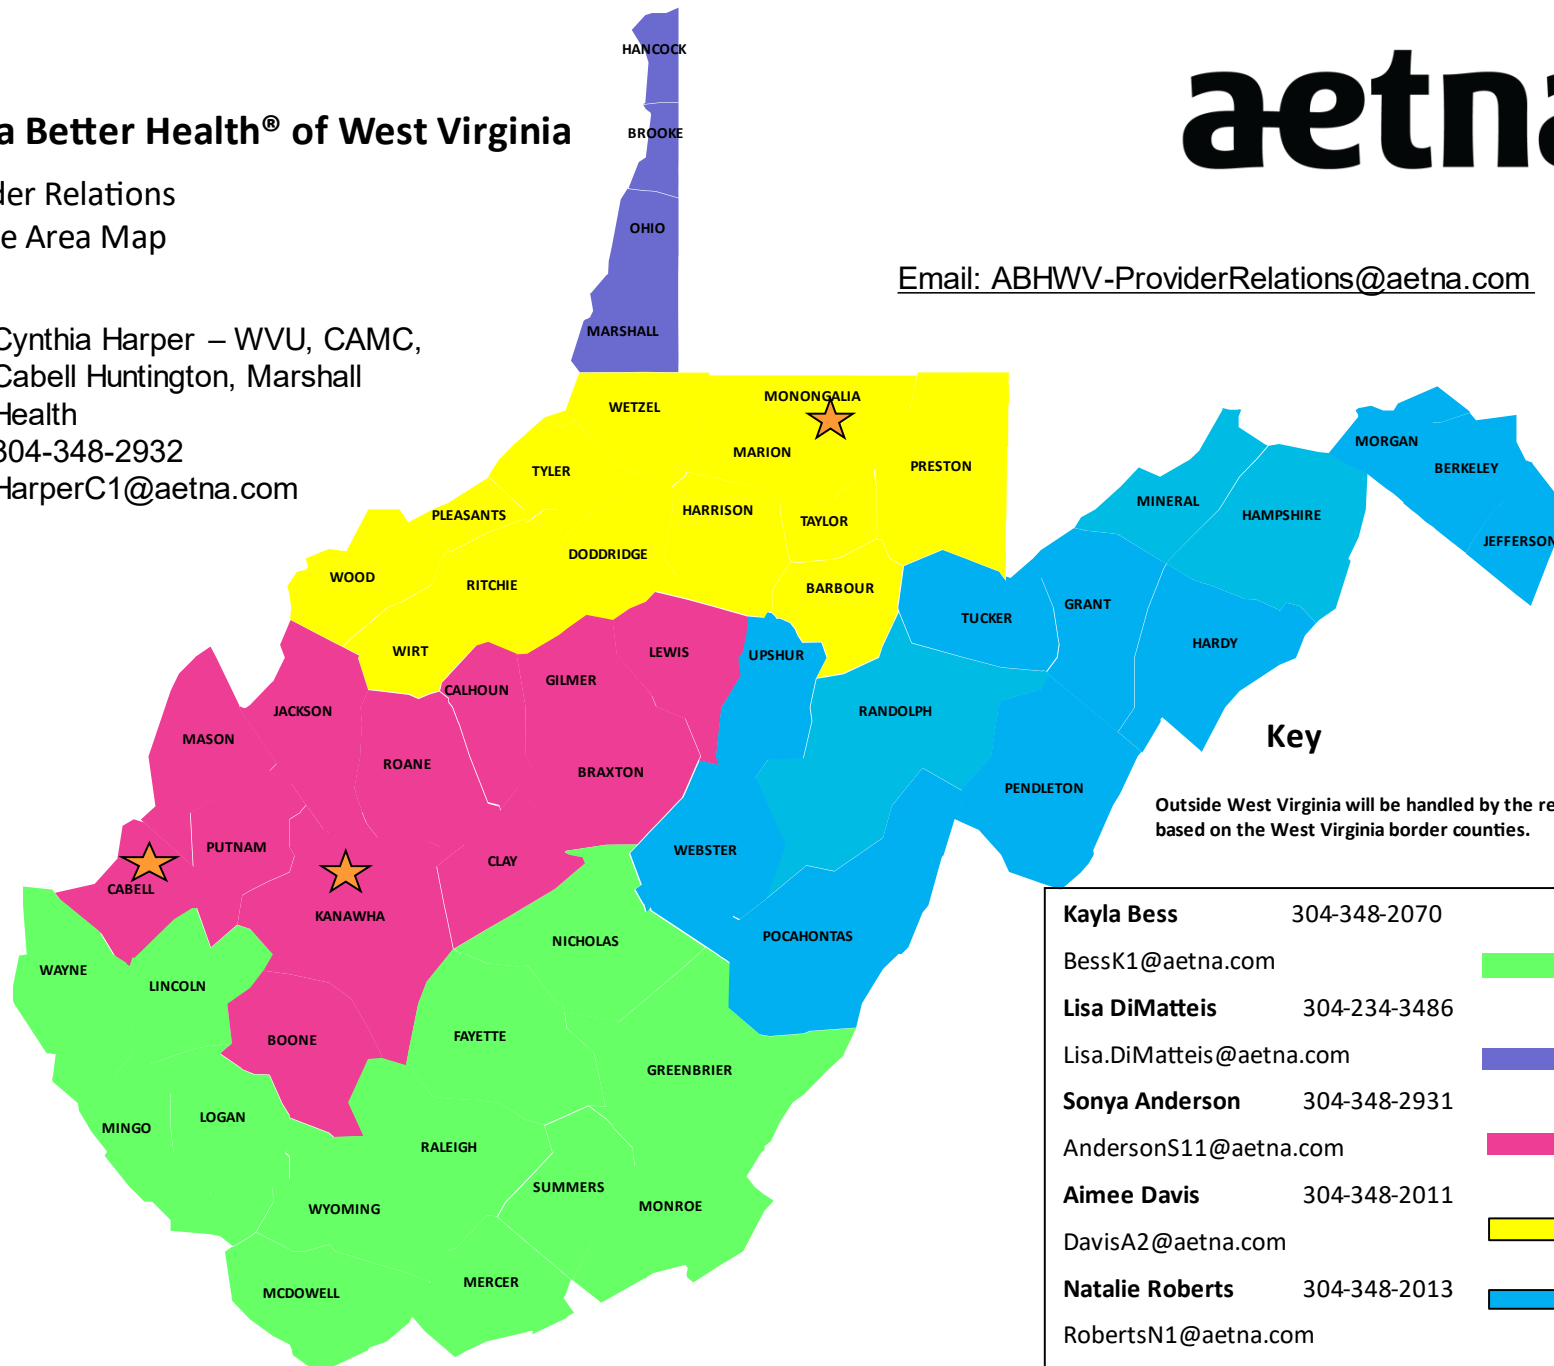 HANCOCK
aetna
a Better Health® of West Virginia
BROOKE
der Relations
e Area Map
OHIO
Email: ABHWV-ProviderRelations@aetna.com
Cynthia Harper – WVU, CAMC,
Cabell Huntington, Marshall
Health
304-348-2932
HarperC1@aetna.com
MARSHALL
WETZEL
MONONGALIA
MARION
TYLER
PRESTON
MORGAN
BERKELEY
MINERAL
HAMPSHIRE
JEFFERSON
PLEASANTS
HARRISON
TAYLOR
DODDRIDGE
WOOD
RITCHIE
BARBOUR
TUCKER
GRANT
HARDY
WIRT
LEWIS
UPSHUR
CALHOUN
GILMER
JACKSON
RANDOLPH
MASON
ROANE
BRAXTON
PENDLETON
Key
Outside West Virginia will be handled by the re
based on the West Virginia border counties.
PUTNAM
CLAY
WEBSTER
CABELL
KANAWHA
NICHOLAS
POCAHONTAS
WAYNE
LINCOLN
BOONE
FAYETTE
GREENBRIER
MINGO
LOGAN
RALEIGH
SUMMERS
MONROE
WYOMING
MCDOWELL
MERCER
Kayla Bess 304-348-2070
BessK1@aetna.com
Lisa DiMatteis 304-234-3486
Lisa.DiMatteis@aetna.com
Sonya Anderson 304-348-2931
AndersonS11@aetna.com
Aimee Davis 304-348-2011
DavisA2@aetna.com
Natalie Roberts 304-348-2013
RobertsN1@aetna.com